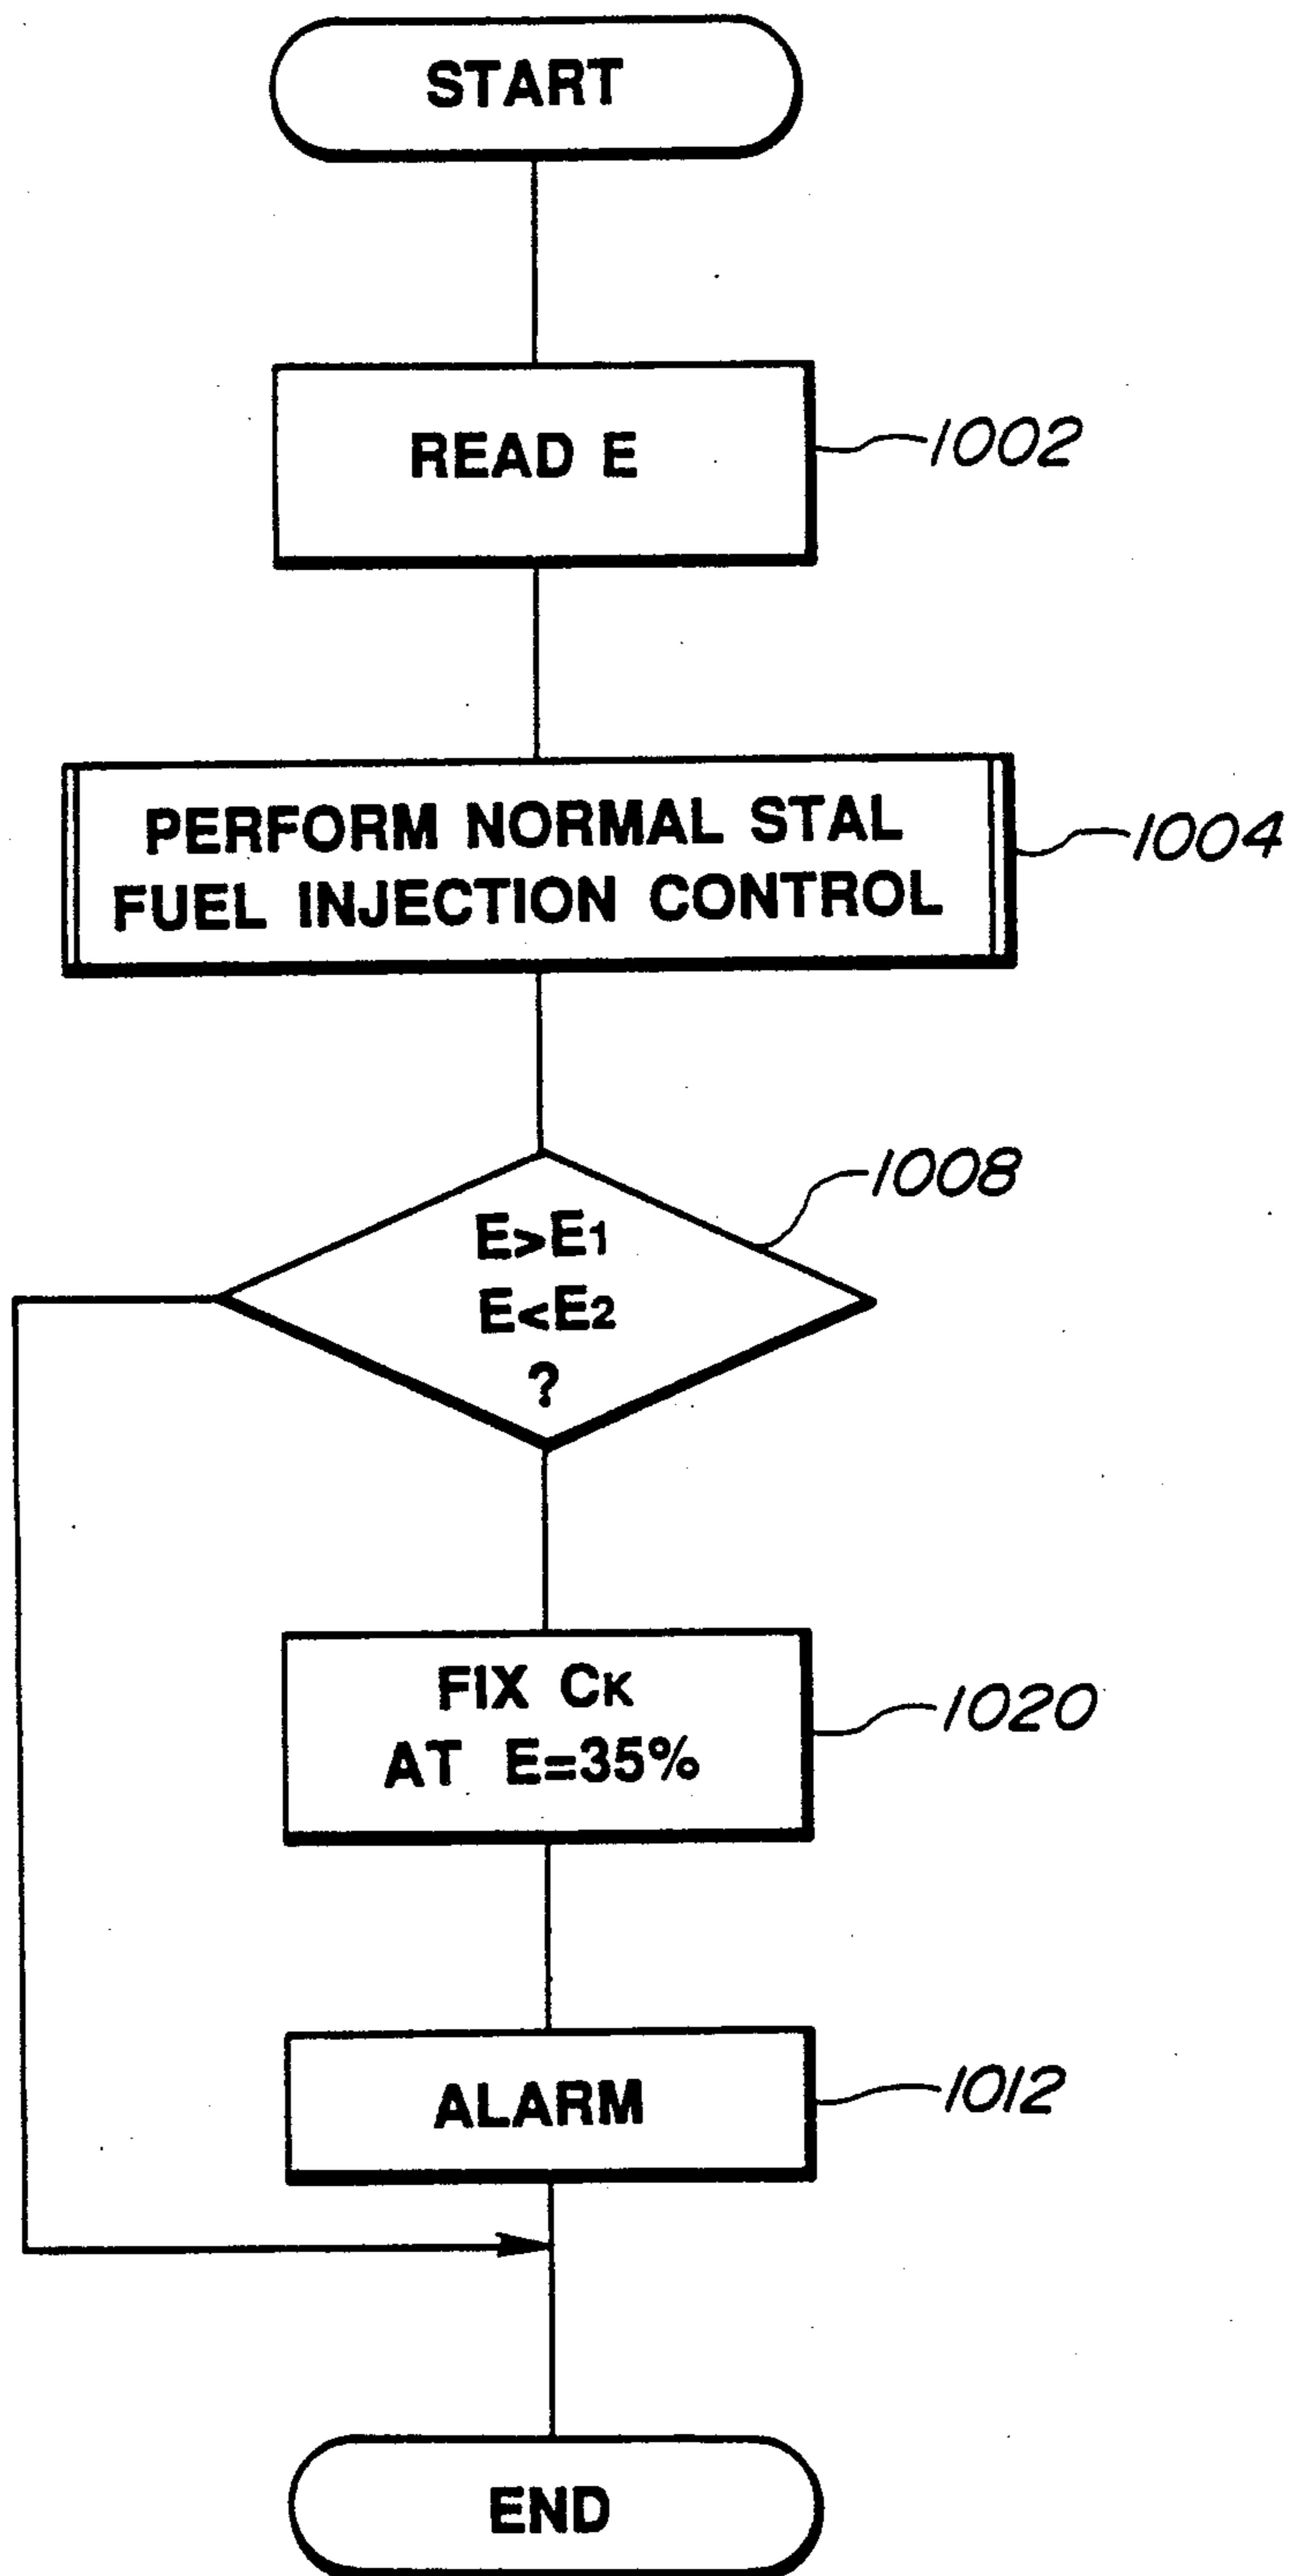 START
READ E
1002
PERFORM NORMAL STAL
FUEL INJECTION CONTROL
1004
1008
E>E1
E<E2
?
FIX CK
AT E=35%
1020
ALARM
1012
END